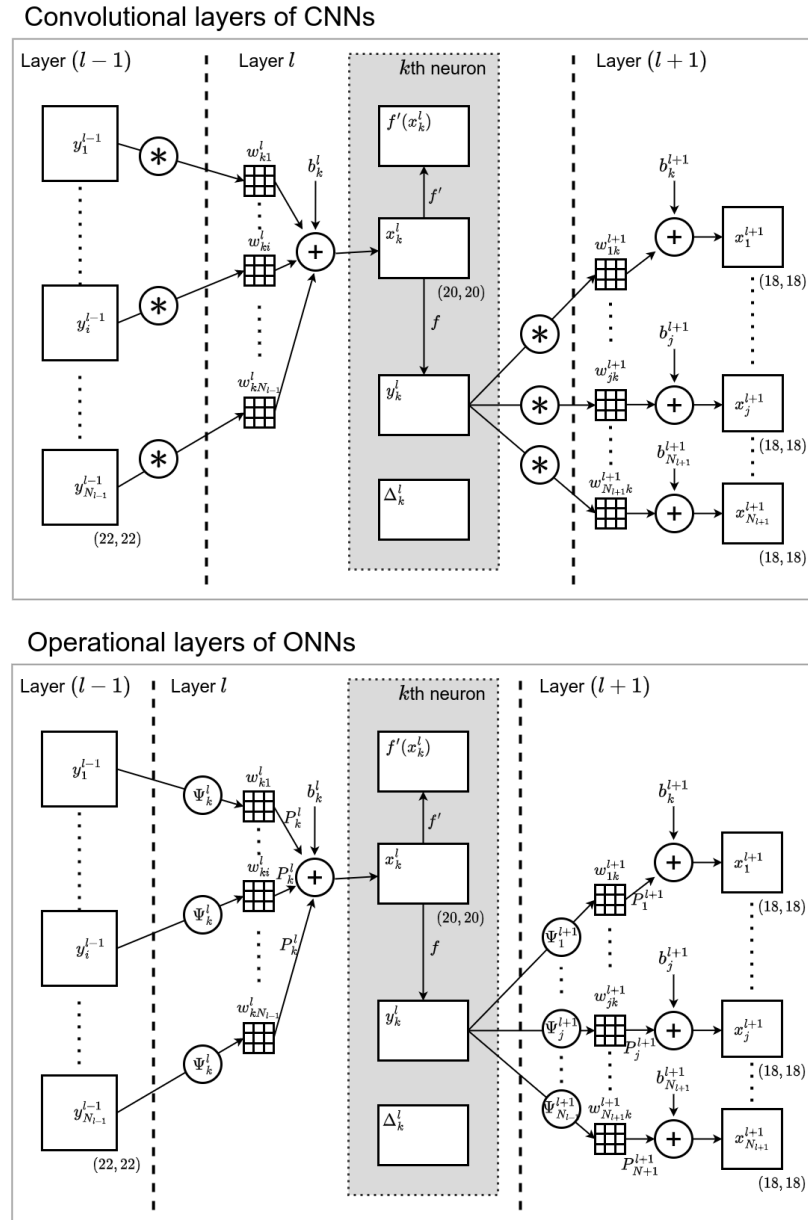 Convolutional layers of CNNs
Layer (l − 1)
Layer l
kth neuron
Layer (l + 1)
y_1^{l-1}
*
w_{k1}^l
b_k^l
f'(x_k^l)
f'
b_k^{l+1}
w_{ki}^l
+
x_k^l
(20, 20)
w_{1k}^{l+1}
+
x_1^{l+1}
(18, 18)
y_i^{l-1}
*
f
*
b_j^{l+1}
w_{kN_{l-1}}^l
y_k^l
*
w_{jk}^{l+1}
+
x_j^{l+1}
(18, 18)
y_{N_{l-1}}^{l-1}
(22, 22)
*
Δ_k^l
*
b_{N_{l+1}}^{l+1}
w_{N_{l+1}k}^{l+1}
+
x_{N_{l+1}}^{l+1}
(18, 18)
Operational layers of ONNs
Layer (l − 1)
Layer l
kth neuron
Layer (l + 1)
y_1^{l-1}
Ψ_k^l
w_{k1}^l
P_k^l
b_k^l
f'(x_k^l)
f'
b_k^{l+1}
w_{ki}^l
P_k^l
+
x_k^l
(20, 20)
w_{1k}^{l+1}
P_1^{l+1}
+
x_1^{l+1}
(18, 18)
y_i^{l-1}
Ψ_k^l
P_k^l
f
Ψ_1^{l+1}
b_j^{l+1}
w_{kN_{l-1}}^l
y_k^l
Ψ_j^{l+1}
w_{jk}^{l+1}
P_j^{l+1}
+
x_j^{l+1}
(18, 18)
y_{N_{l-1}}^{l-1}
(22, 22)
Ψ_k^l
Δ_k^l
Ψ_{N_{l-1}}^{l+1}
b_{N_{l+1}}^{l+1}
w_{N_{l+1}k}^{l+1}
P_{N+1}^{l+1}
+
x_{N_{l+1}}^{l+1}
(18, 18)